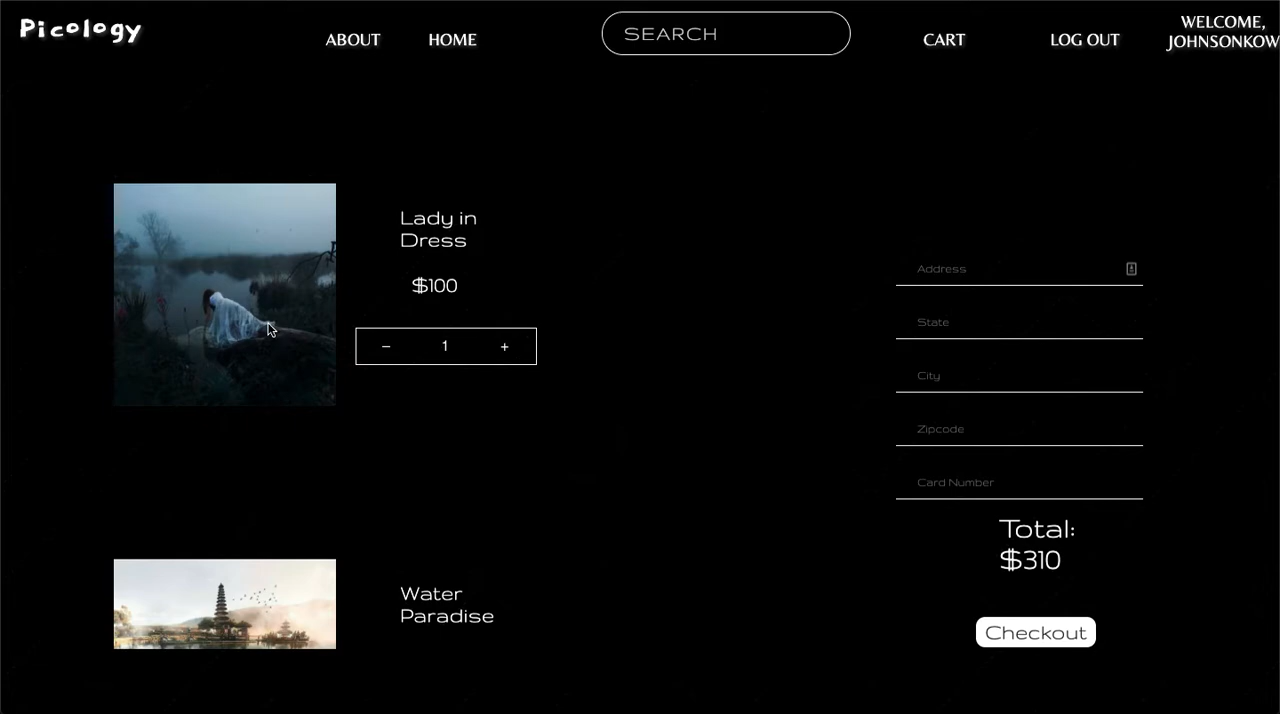 Picology
ABOUT
HOME
SEARCH
CART
LOG OUT
WELCOME,
JOHNSONKOW
Lady in
Dress
$100
− 1 +
Address
State
City
Zipcode
Card Number
Total:
$310
Checkout
Water
Paradise